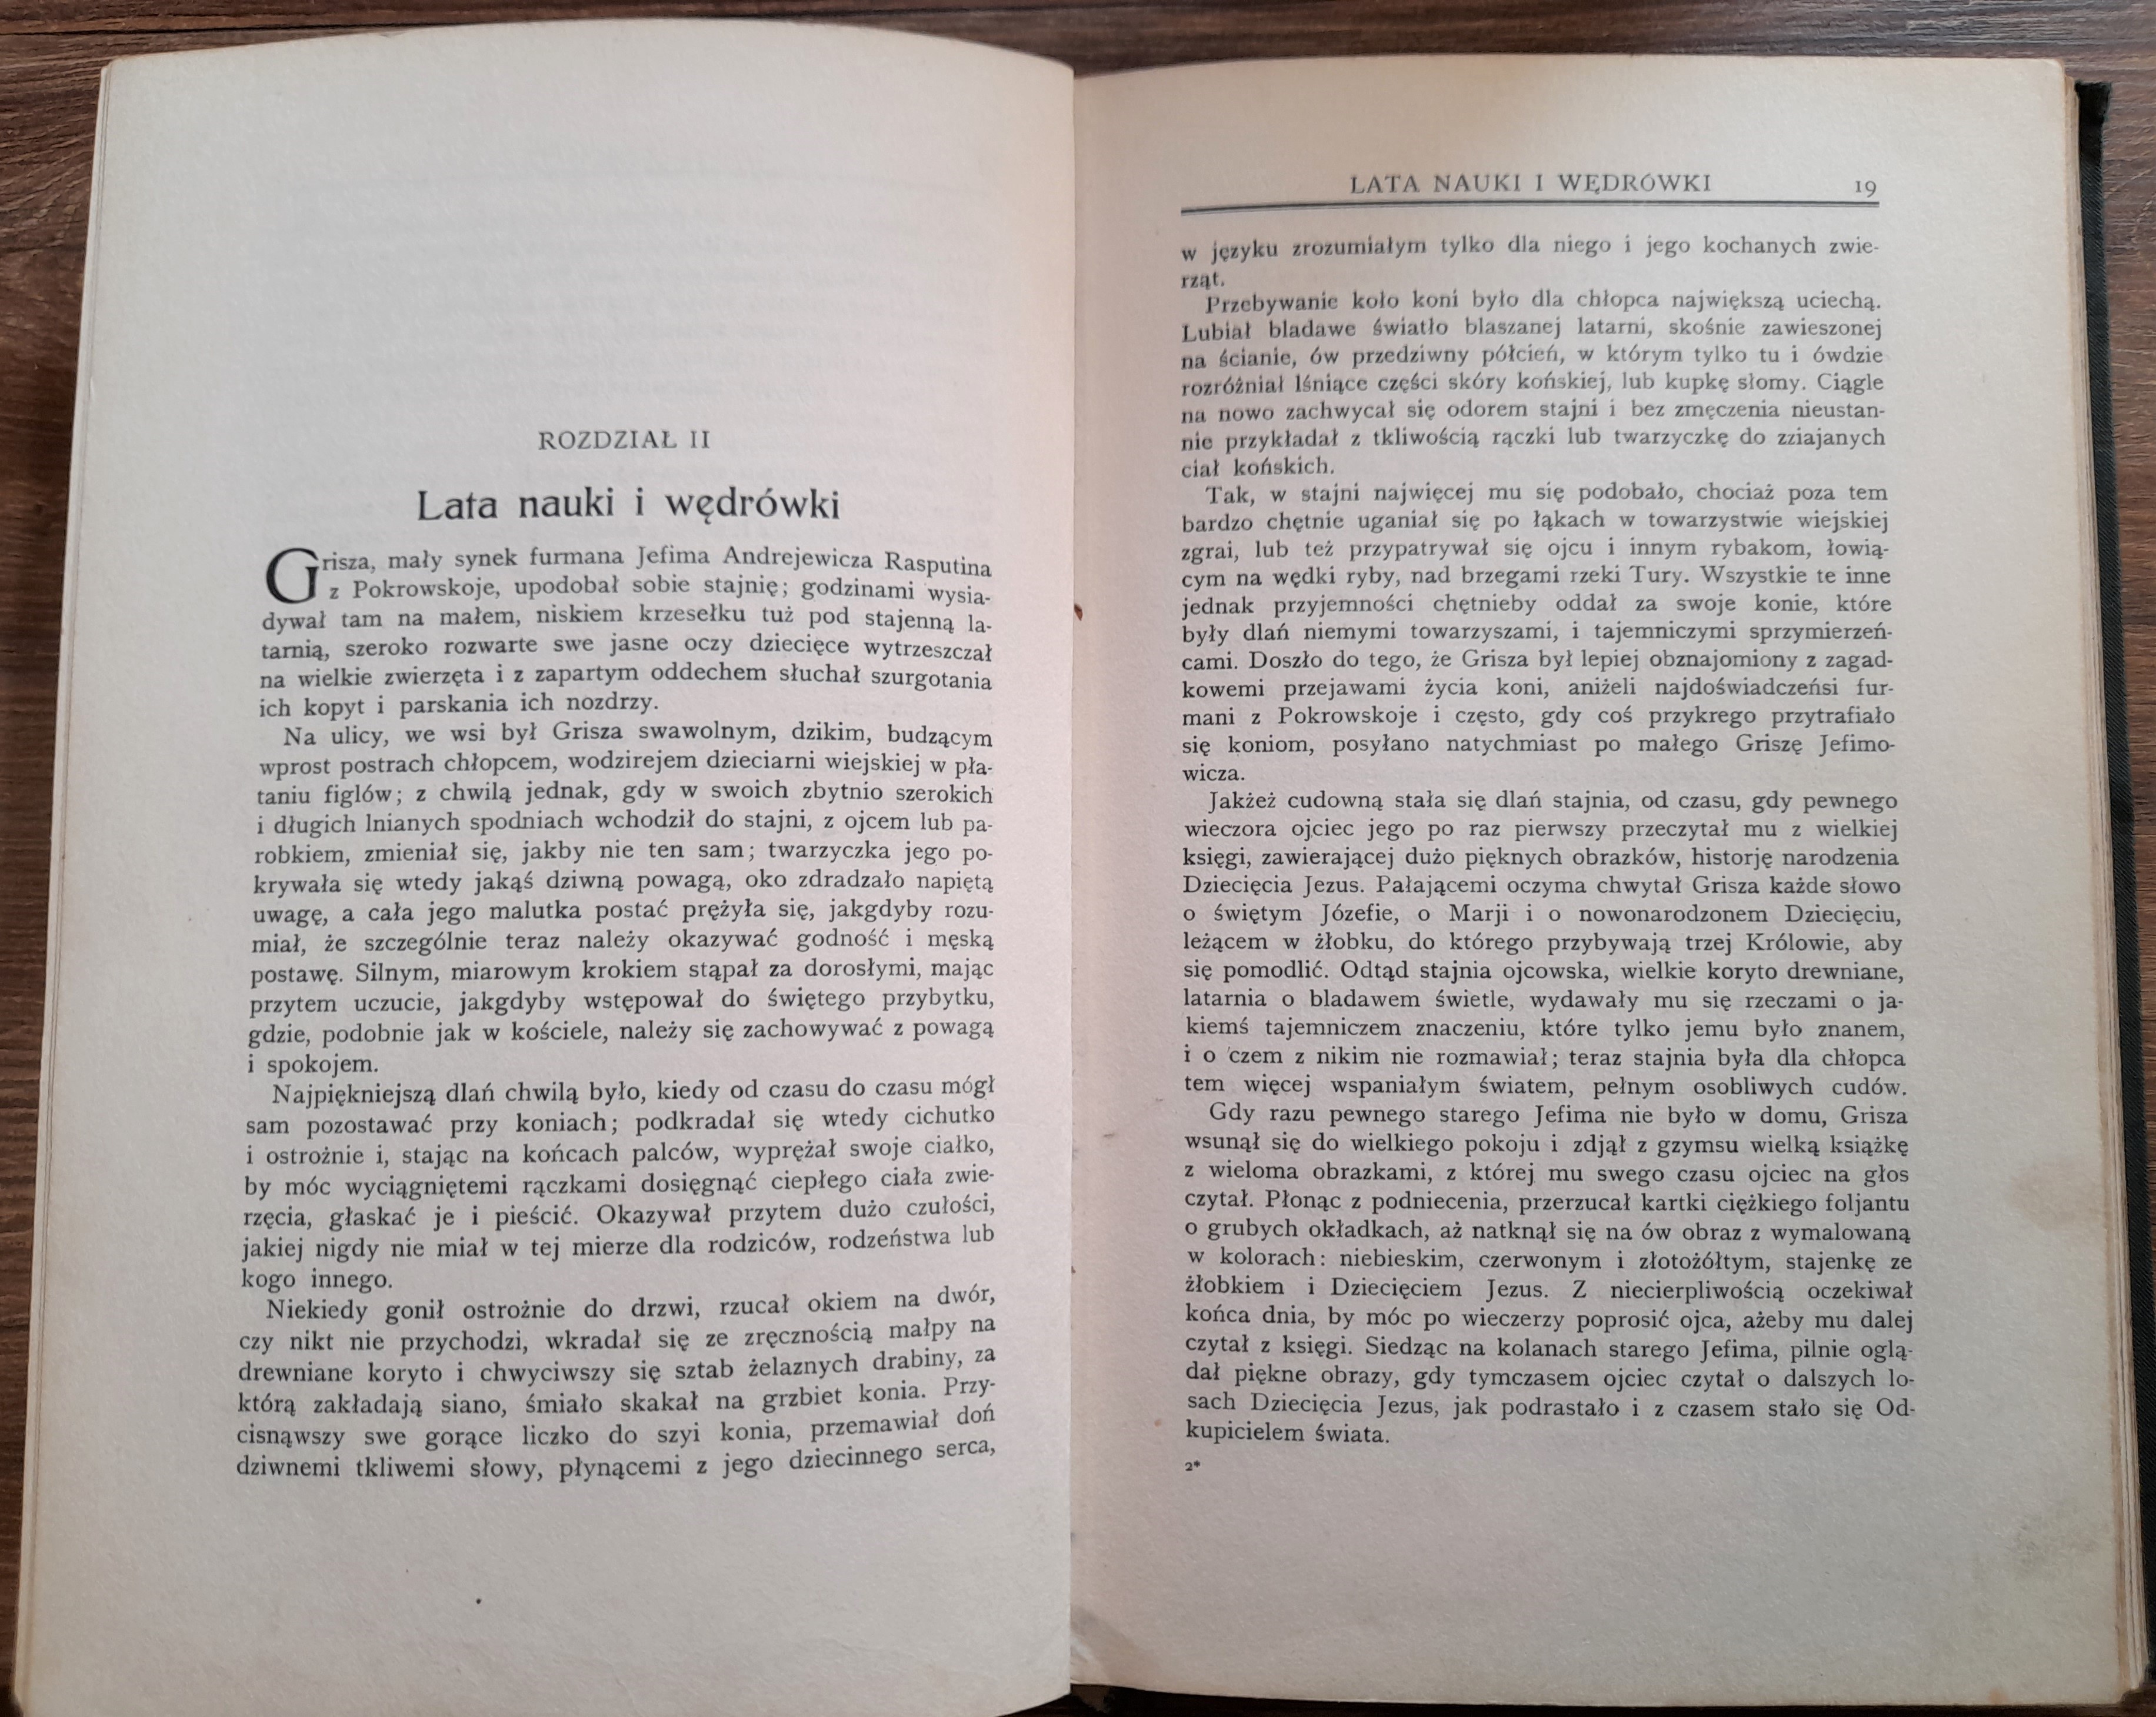 ROZDZIAŁ II
Lata nauki i wędrówki
Grisza, mały synek furmana Jefima Andrejewicza Rasputina
z Pokrowskoje, upodobał sobie stajnię; godzinami wysia-
dywał tam na małem, niskiem krzesełku tuż pod stajenną la-
tarnią, szeroko rozwarte swe jasne oczy dziecięce wytrzeszczał
na wielkie zwierzęta i z zapartym oddechem słuchał szurgotania
ich kopyt i parskania ich nozdrzy.
Na ulicy, we wsi był Grisza swawolnym, dzikim, budzącym
wprost postrach chłopcem, wodzirejem dzieciarni wiejskiej w pła-
taniu figlów; z chwilą jednak, gdy w swoich zbytnio szerokich
i długich lnianych spodniach wchodził do stajni, z ojcem lub pa-
robkiem, zmieniał się, jakby nie ten sam; twarzyczka jego po-
krywała się wtedy jakąś dziwną powagą, oko zdradzało napiętą
uwagę, a cała jego malutka postać prężyła się, jakgdyby rozu-
miał, że szczególnie teraz należy okazywać godność i męską
postawę. Silnym, miarowym krokiem stąpał za dorosłymi, mając
przytem uczucie, jakgdyby wstępował do świętego przybytku,
gdzie, podobnie jak w kościele, należy się zachowywać z powagą
i spokojem.
Najpiękniejszą dlań chwilą było, kiedy od czasu do czasu mógł
sam pozostawać przy koniach; podkradał się wtedy cichutko
i ostrożnie i, stając na końcach palców, wyprężał swoje ciałko,
by móc wyciągniętemi rączkami dosięgnąć ciepłego ciała zwie-
rzęcia, głaskać je i pieścić. Okazywał przytem dużo czułości,
jakiej nigdy nie miał w tej mierze dla rodziców, rodzeństwa lub
kogo innego.
Niekiedy gonił ostrożnie do drzwi, rzucał okiem na dwór,
czy nikt nie przychodzi, wkradał się ze zręcznością małpy na
drewniane koryto i chwyciwszy się sztab żelaznych drabiny, za
którą zakładają siano, śmiało skakał na grzbiet konia. Przy-
cisnąwszy swe gorące liczko do szyi konia, przemawiał doń
dziwnemi tkliwemi słowy, płynącemi z jego dziecinnego serca,
LATA NAUKI I WĘDRÓWKI 19
w języku zrozumiałym tylko dla niego i jego kochanych zwie-
rząt.
Przebywanie koło koni było dla chłopca największą uciechą.
Lubiał bladawe światło blaszanej latarni, skośnie zawieszonej
na ścianie, ów przedziwny półcień, w którym tylko tu i ówdzie
rozróżniał lśniące części skóry końskiej, lub kupkę słomy. Ciągle
na nowo zachwycał się odorem stajni i bez zmęczenia nieustan-
nie przykładał z tkliwością rączki lub twarzyczkę do zziajanych
ciał końskich.
Tak, w stajni najwięcej mu się podobało, chociaż poza tem
bardzo chętnie uganiał się po łąkach w towarzystwie wiejskiej
zgrai, lub też przypatrywał się ojcu i innym rybakom, łowią-
cym na wędki ryby, nad brzegami rzeki Tury. Wszystkie te inne
jednak przyjemności chętnieby oddał za swoje konie, które
były dlań niemymi towarzyszami, i tajemniczymi sprzymierzeń-
cami. Doszło do tego, że Grisza był lepiej obznajomiony z zagad-
kowemi przejawami życia koni, aniżeli najdoświadczeńsi fur-
mani z Pokrowskoje i często, gdy coś przykrego przytrafiało
się koniom, posyłano natychmiast po małego Griszę Jefimo-
wicza.
Jakżeż cudowną stała się dlań stajnia, od czasu, gdy pewnego
wieczora ojciec jego po raz pierwszy przeczytał mu z wielkiej
księgi, zawierającej dużo pięknych obrazków, historję narodzenia
Dziecięcia Jezus. Pałającemi oczyma chwytał Grisza każde słowo
o świętym Józefie, o Marji i o nowonarodzonem Dziecięciu,
leżącem w żłobku, do którego przybywają trzej Królowie, aby
się pomodlić. Odtąd stajnia ojcowska, wielkie koryto drewniane,
latarnia o bladawem świetle, wydawały mu się rzeczami o ja-
kiemś tajemniczem znaczeniu, które tylko jemu było znanem,
i o czem z nikim nie rozmawiał; teraz stajnia była dla chłopca
tem więcej wspaniałym światem, pełnym osobliwych cudów.
Gdy razu pewnego starego Jefima nie było w domu, Grisza
wsunął się do wielkiego pokoju i zdjął z gzymsu wielką książkę
z wieloma obrazkami, z której mu swego czasu ojciec na głos
czytał. Płonąc z podniecenia, przerzucał kartki ciężkiego foljantu
o grubych okładkach, aż natknął się na ów obraz z wymalowaną
w kolorach: niebieskim, czerwonym i złotożółtym, stajenkę ze
żłobkiem i Dziecięciem Jezus. Z niecierpliwością oczekiwał
końca dnia, by móc po wieczerzy poprosić ojca, ażeby mu dalej
czytał z księgi. Siedząc na kolanach starego Jefima, pilnie oglą-
dał piękne obrazy, gdy tymczasem ojciec czytał o dalszych lo-
sach Dziecięcia Jezus, jak podrastało i z czasem stało się Od-
kupicielem świata.
2*